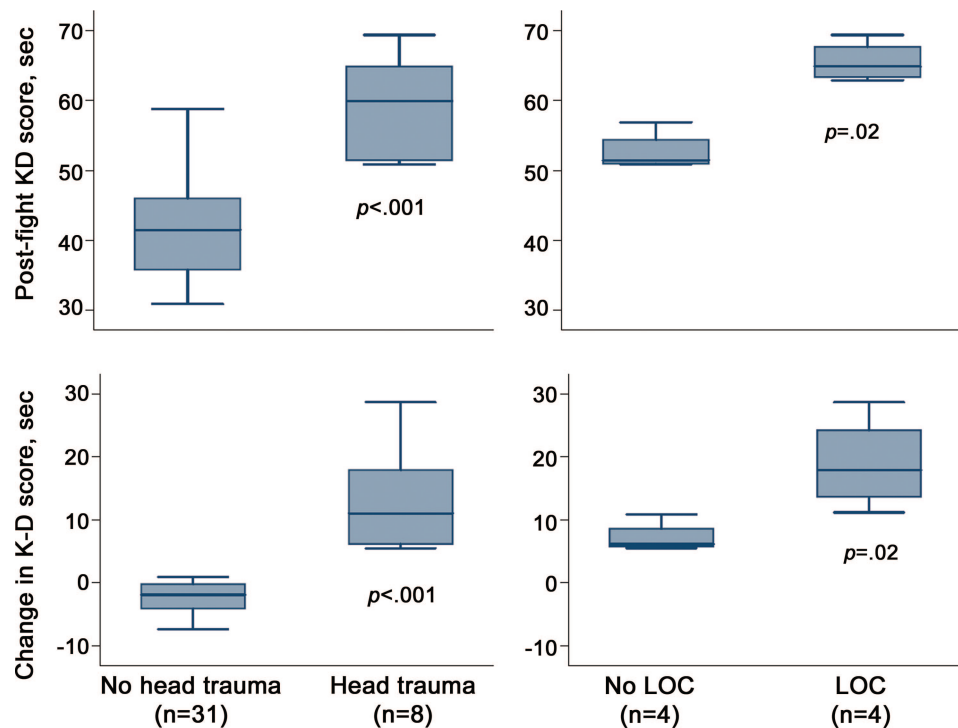 Post-fight KD score, sec
70
60
50
40
30
p<.001
70
60
50
40
30
p=.02
Change in K-D score, sec
30
20
10
0
-10
p<.001
30
20
10
0
-10
p=.02
No head trauma
(n=31)
Head trauma
(n=8)
No LOC
(n=4)
LOC
(n=4)